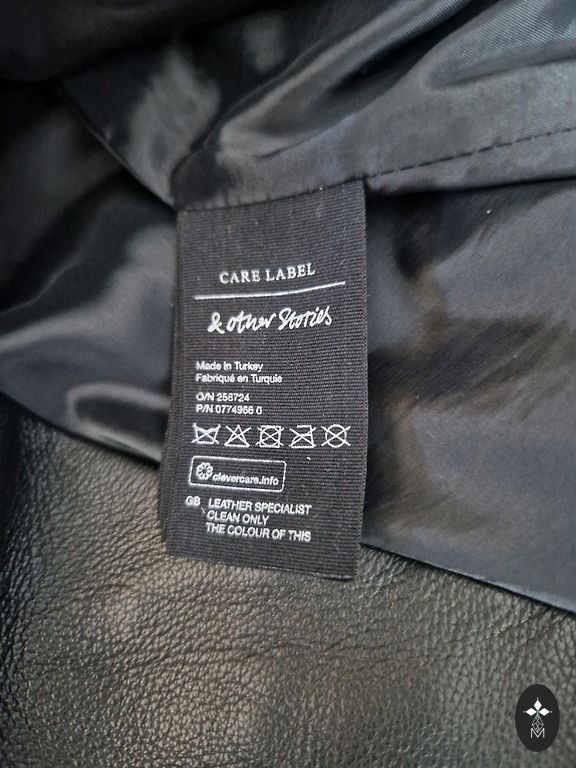 CARE LABEL
& other Stories
Made in Turkey
Fabriqué en Turquie
O/N 258724
P/N 0774966 0
clevercare.info
GB LEATHER SPECIALIST
CLEAN ONLY
THE COLOUR OF THIS
M